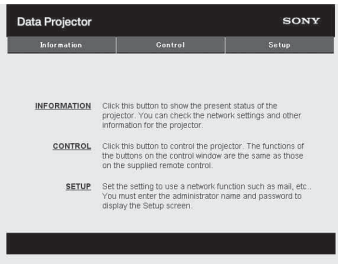 Data Projector
SONY
Information Control Setup
INFORMATION Click this button to show the present status of the
projector. You can check the network settings and other
information for the projector.
CONTROL Click this button to control the projector. The functions of
the buttons on the control window are the same as those
on the supplied remote control.
SETUP Set the setting to use a network function such as mail, etc..
You must enter the administrator name and password to
display the Setup screen.